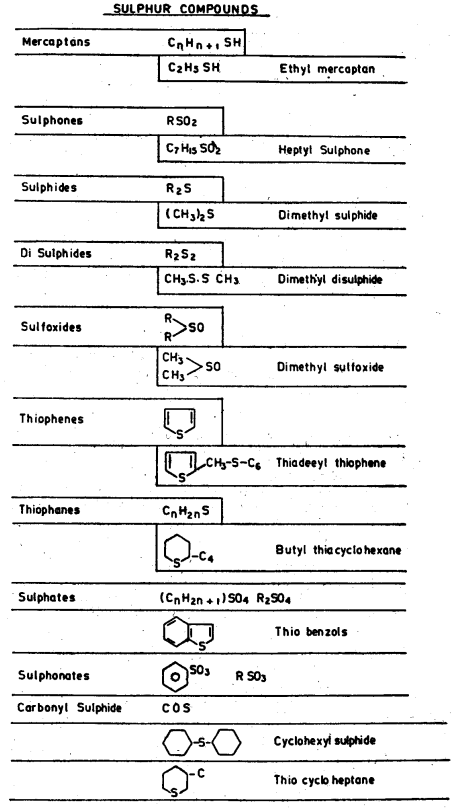 SULPHUR COMPOUNDS
Mercaptans CnHn+1 SH
C2H5 SH Ethyl mercaptan
Sulphones RSO2
C7H15 SO2 Heptyl Sulphone
Sulphides R2S
(CH3)2S Dimethyl sulphide
Di Sulphides R2S2
CH3.S.S CH3 Dimethyl disulphide
Sulfoxides R R >SO
CH3 CH3 >SO Dimethyl sulfoxide
Thiophenes S
S CH3-S-C6 Thiadeeyl thiophene
Thiophanes CnH2nS
S -C4 Butyl thiacyclohexane
Sulphates (CnH2n+1)SO4 R2SO4
S Thio benzols
Sulphonates SO3 R SO3
Carbonyl Sulphide COS
-S- Cyclohexyl sulphide
S -C Thio cyclo heptane